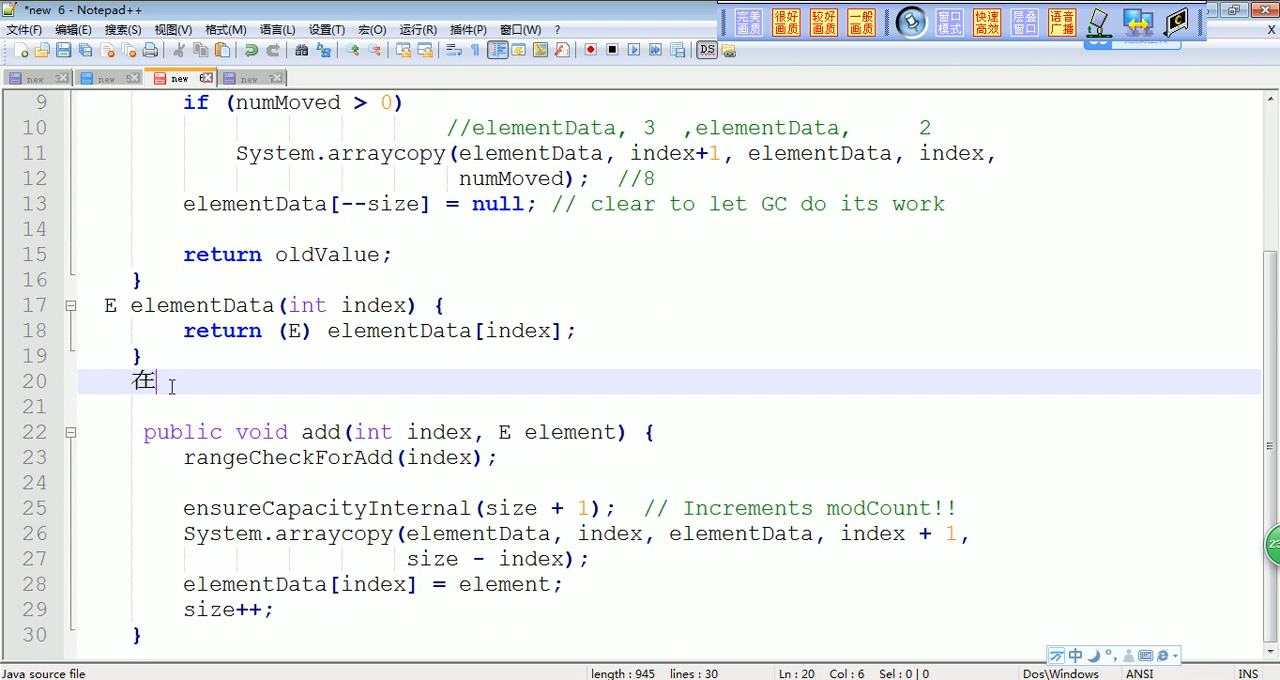 *new  6 - Notepad++
文件(F) 编辑(E) 搜索(S) 视图(V) 格式(M) 语言(L) 设置(T) 宏(O) 运行(R) 插件(P) 窗口(W) ? X
完美画质 很好画质 较好画质 一般画质 窗口模式 快速高效 层叠窗口 语音广播
DS
new 3 new 5 new 6 new 7
9 if (numMoved > 0)
10 //elementData, 3  ,elementData,     2
11 System.arraycopy(elementData, index+1, elementData, index,
12 numMoved);  //8
13 elementData[--size] = null; // clear to let GC do its work
14
15 return oldValue;
16 }
17 E elementData(int index) {
18 return (E) elementData[index];
19 }
20 在
21
22 public void add(int index, E element) {
23 rangeCheckForAdd(index);
24
25 ensureCapacityInternal(size + 1);  // Increments modCount!!
26 System.arraycopy(elementData, index, elementData, index + 1,
27 size - index);
28 elementData[index] = element;
29 size++;
30 }
中
Java source file length : 945 lines : 30 Ln : 20 Col : 6 Sel : 0 | 0 Dos\Windows ANSI INS